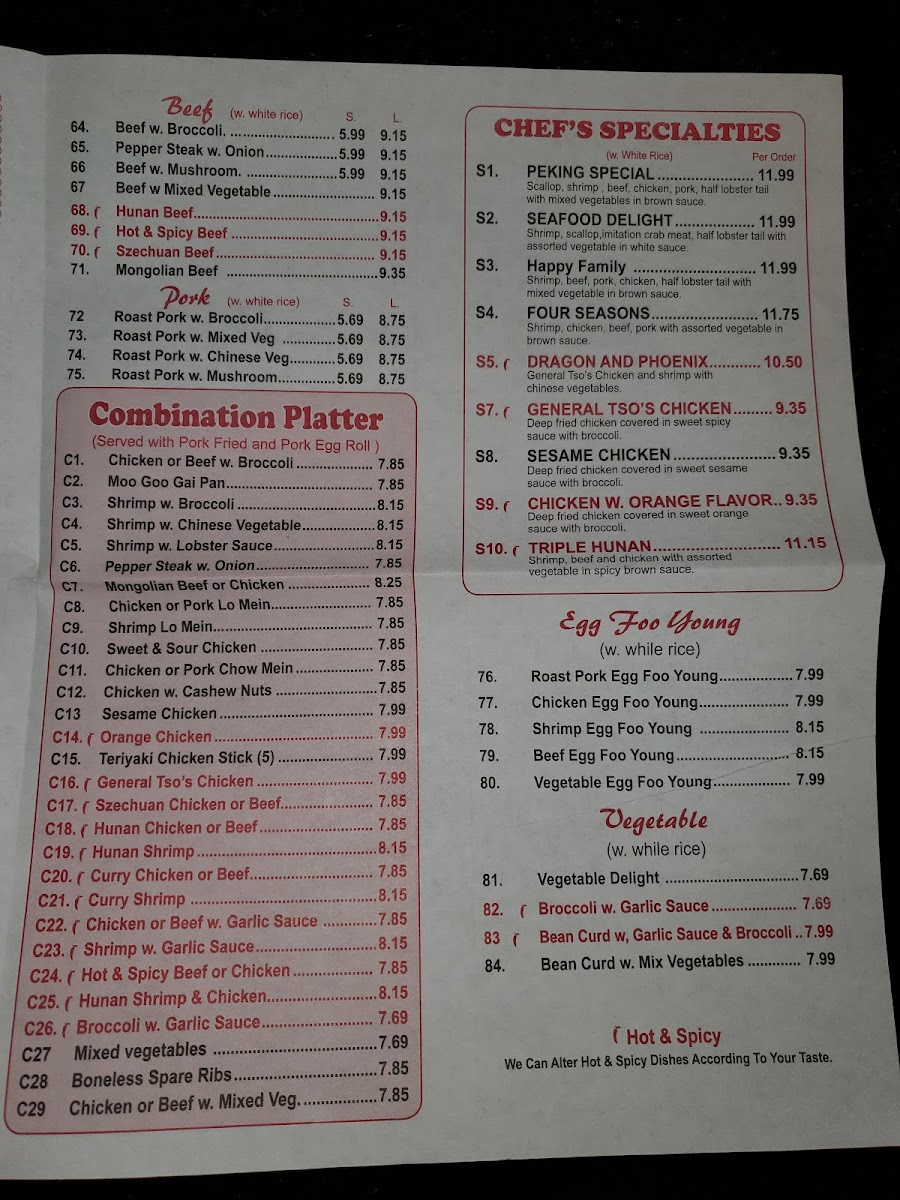 Beef (w. white rice) S. L.
64. Beef w. Broccoli. ........................ 5.99 9.15
65. Pepper Steak w. Onion................. 5.99 9.15
66 Beef w. Mushroom. ..................... 5.99 9.15
67 Beef w Mixed Vegetable ........................ 9.15
68. Hunan Beef.......................................... 9.15
69. Hot & Spicy Beef .................................. 9.15
70. Szechuan Beef..................................... 9.15
71. Mongolian Beef ................................... 9.35
Pork (w. white rice) S. L.
72 Roast Pork w. Broccoli................... 5.69 8.75
73. Roast Pork w. Mixed Veg .............. 5.69 8.75
74. Roast Pork w. Chinese Veg........... 5.69 8.75
75. Roast Pork w. Mushroom.............. 5.69 8.75
Combination Platter
(Served with Pork Fried and Pork Egg Roll )
C1. Chicken or Beef w. Broccoli ................ 7.85
C2. Moo Goo Gai Pan................................ 7.85
C3. Shrimp w. Broccoli .............................. 8.15
C4. Shrimp w. Chinese Vegetable............... 8.15
C5. Shrimp w. Lobster Sauce..................... 8.15
C6. Pepper Steak w. Onion........................ 7.85
C7. Mongolian Beef or Chicken .................. 8.25
C8. Chicken or Pork Lo Mein...................... 7.85
C9. Shrimp Lo Mein.................................... 7.85
C10. Sweet & Sour Chicken ........................ 7.85
C11. Chicken or Pork Chow Mein ................ 7.85
C12. Chicken w. Cashew Nuts ..................... 7.85
C13 Sesame Chicken .................................. 7.99
C14. Orange Chicken ................................... 7.99
C15. Teriyaki Chicken Stick (5) ..................... 7.99
C16. General Tso's Chicken ......................... 7.99
C17. Szechuan Chicken or Beef................... 7.85
C18. Hunan Chicken or Beef........................ 7.85
C19. Hunan Shrimp ...................................... 8.15
C20. Curry Chicken or Beef.......................... 7.85
C21. Curry Shrimp ....................................... 8.15
C22. Chicken or Beef w. Garlic Sauce .......... 7.85
C23. Shrimp w. Garlic Sauce........................ 8.15
C24. Hot & Spicy Beef or Chicken ................ 7.85
C25. Hunan Shrimp & Chicken..................... 8.15
C26. Broccoli w. Garlic Sauce...................... 7.69
C27 Mixed vegetables ................................. 7.69
C28 Boneless Spare Ribs............................ 7.85
C29 Chicken or Beef w. Mixed Veg. ............. 7.85
CHEF'S SPECIALTIES
(w. White Rice) Per Order
S1. PEKING SPECIAL ...................... 11.99
Scallop, shrimp , beef, chicken, pork, half lobster tail
with mixed vegetables in brown sauce.
S2. SEAFOOD DELIGHT.................. 11.99
Shrimp, scallop,imitation crab meat, half lobster tail with
assorted vegetable in white sauce.
S3. Happy Family ............................ 11.99
Shrimp, beef, pork, chicken, half lobster tail with
mixed vegetable in brown sauce.
S4. FOUR SEASONS........................ 11.75
Shrimp, chicken, beef, pork with assorted vegetable in
brown sauce.
S5. DRAGON AND PHOENIX............ 10.50
General Tso's Chicken and shrimp with
chinese vegetables.
S7. GENERAL TSO'S CHICKEN......... 9.35
Deep fried chicken covered in sweet spicy
sauce with broccoli.
S8. SESAME CHICKEN ........................ 9.35
Deep fried chicken covered in sweet sesame
sauce with broccoli.
S9. CHICKEN W. ORANGE FLAVOR.. 9.35
Deep fried chicken covered in sweet orange
sauce with broccoli.
S10. TRIPLE HUNAN............................. 11.15
Shrimp, beef and chicken with assorted
vegetable in spicy brown sauce.
Egg Foo Young
(w. while rice)
76. Roast Pork Egg Foo Young................. 7.99
77. Chicken Egg Foo Young..................... 7.99
78. Shrimp Egg Foo Young ..................... 8.15
79. Beef Egg Foo Young........................... 8.15
80. Vegetable Egg Foo Young.................. 7.99
Vegetable
(w. while rice)
81. Vegetable Delight .............................. 7.69
82. Broccoli w. Garlic Sauce ................... 7.69
83 Bean Curd w, Garlic Sauce & Broccoli .. 7.99
84. Bean Curd w. Mix Vegetables ............. 7.99
Hot & Spicy
We Can Alter Hot & Spicy Dishes According To Your Taste.